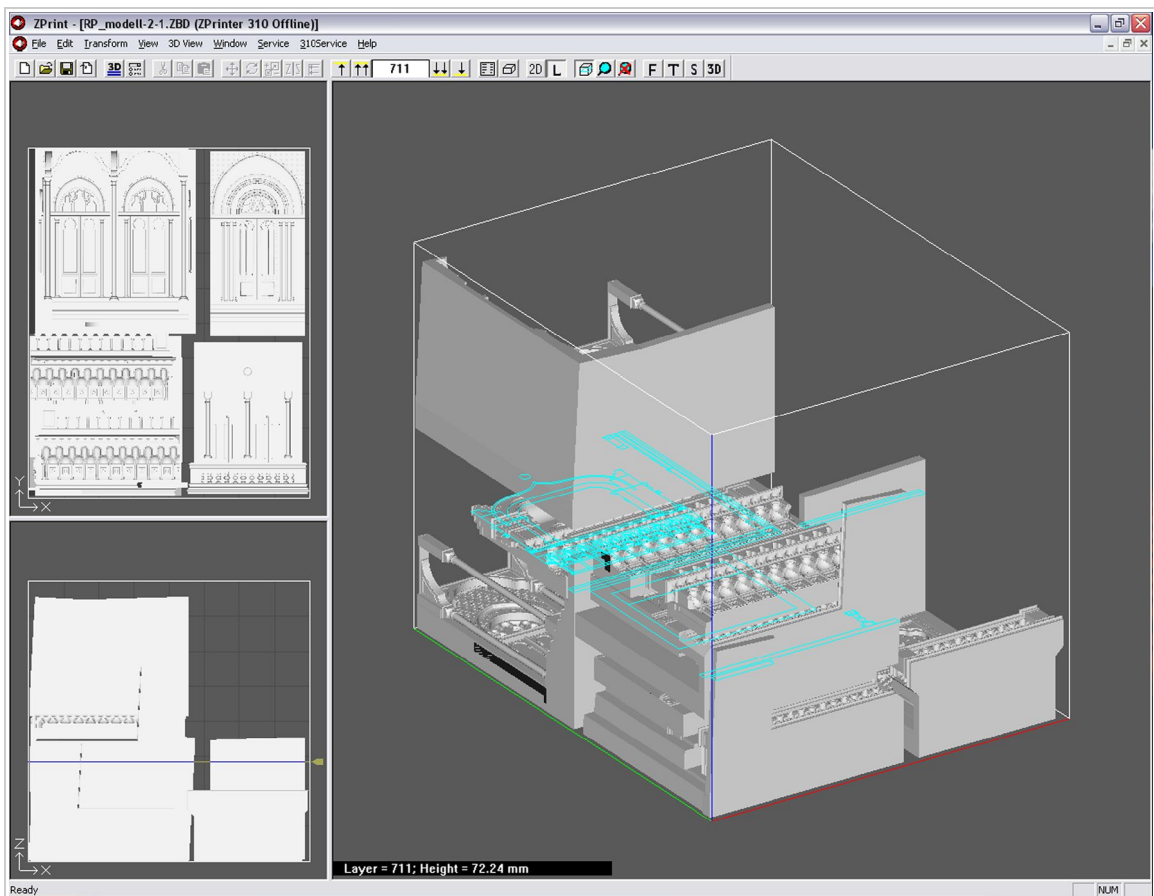 ZPrint - [RP_modell-2-1.ZBD (ZPrinter 310 Offline)]
File Edit Transform View 3D View Window Service 310Service Help
3D 711 2D L F T S 3D
Y
X
Z
X
Layer = 711; Height = 72.24 mm
Ready NUM